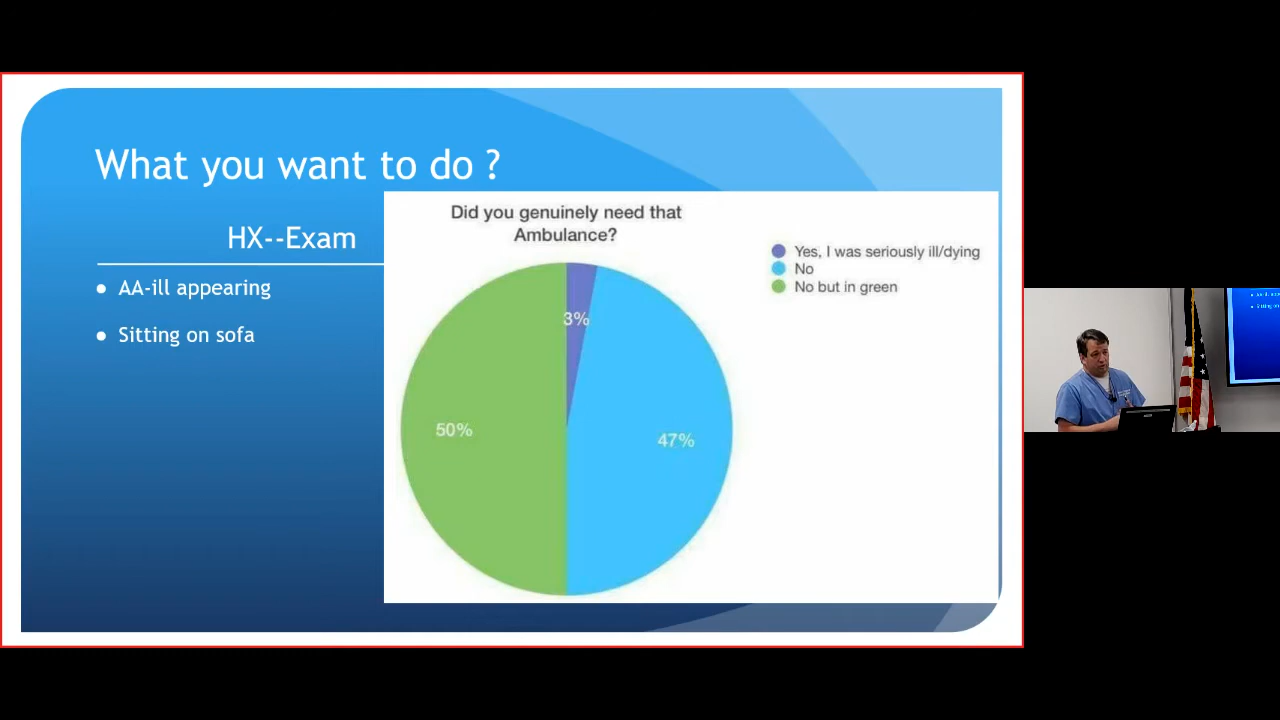 What you want to do ?
HX--Exam
● AA-ill appearing
● Sitting on sofa
Did you genuinely need that
Ambulance?
Yes, I was seriously ill/dying
No
No but in green
3%
50%
47%